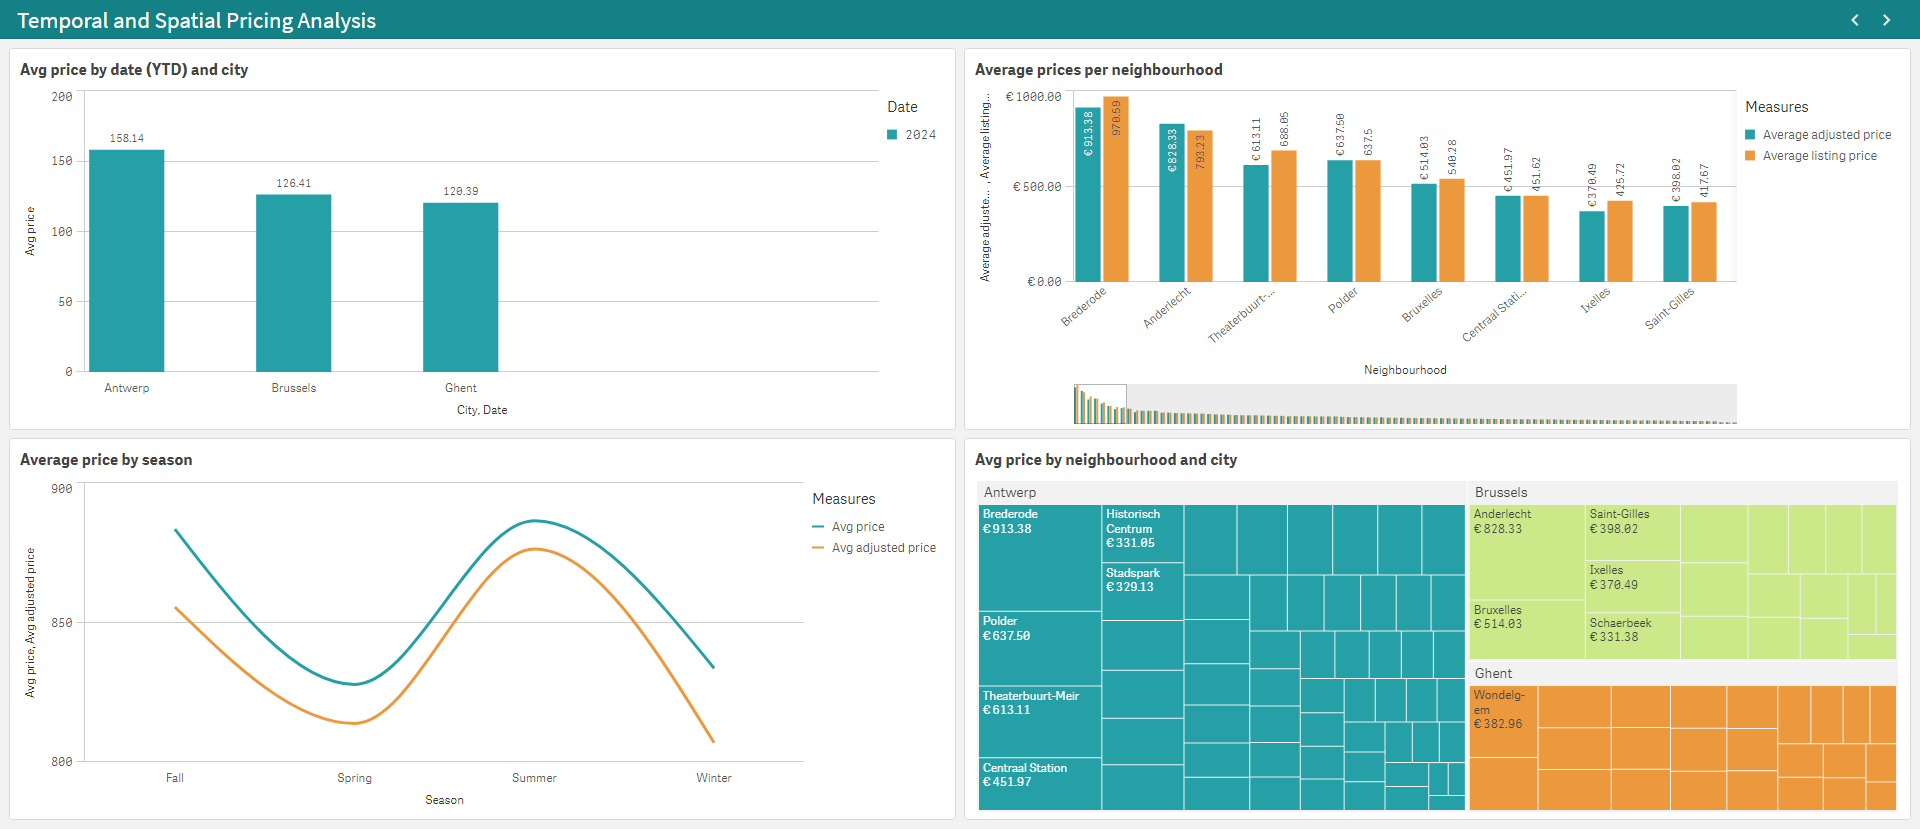 Temporal and Spatial Pricing Analysis
Avg price by date (YTD) and city
200
150
100
50
0
Avg price
158.14
126.41
120.39
Antwerp
Brussels
Ghent
City, Date
Date
2024
Average prices per neighbourhood
Average adjuste... , Average listing...
€ 1000.00
€ 500.00
€ 0.00
€ 913.38
970.59
€ 828.33
793.23
€ 613.11
688.05
€ 637.50
637.5
€ 514.03
540.28
€ 451.97
451.62
€ 370.49
425.72
€ 398.02
417.67
Brederode
Anderlecht
Theaterbuurt-...
Polder
Bruxelles
Centraal Stati...
Ixelles
Saint-Gilles
Neighbourhood
Measures
Average adjusted price
Average listing price
Average price by season
900
850
800
Avg price, Avg adjusted price
Fall
Spring
Summer
Winter
Season
Measures
Avg price
Avg adjusted price
Avg price by neighbourhood and city
Antwerp
Brederode
€ 913.38
Polder
€ 637.50
Theaterbuurt-Meir
€ 613.11
Centraal Station
€ 451.97
Historisch
Centrum
€ 331.05
Stadspark
€ 329.13
Brussels
Anderlecht
€ 828.33
Bruxelles
€ 514.03
Saint-Gilles
€ 398.02
Ixelles
€ 370.49
Schaerbeek
€ 331.38
Ghent
Wondelg-
em
€ 382.96